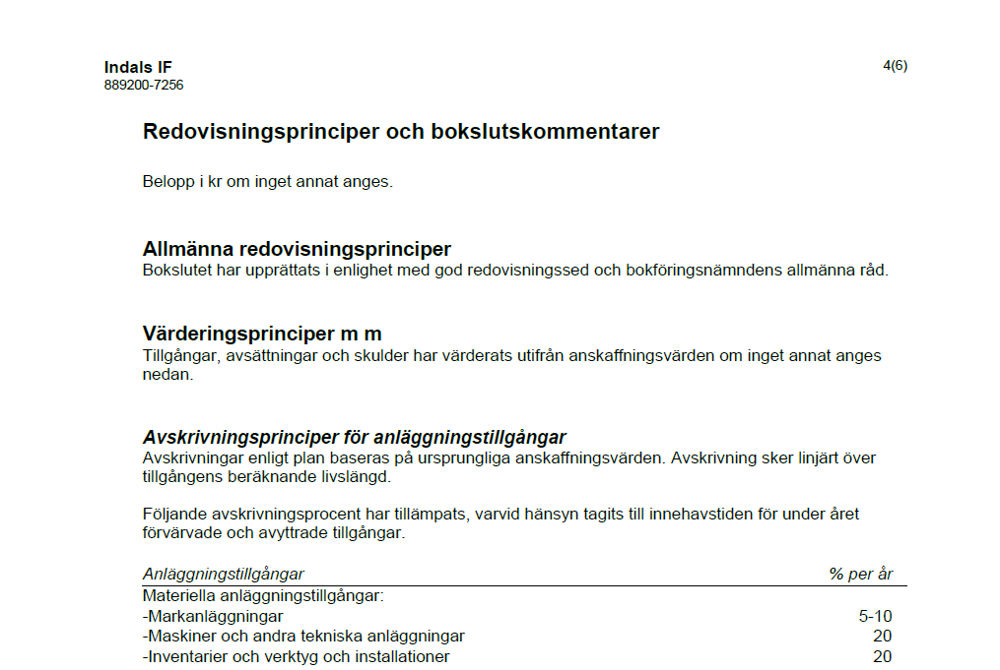 Indals IF
4(6)
889200-7256
Redovisningsprinciper och bokslutskommentarer
Belopp i kr om inget annat anges.
Allmänna redovisningsprinciper
Bokslutet har upprättats i enlighet med god redovisningssed och bokföringsnämndens allmänna råd.
Värderingsprinciper m m
Tillgångar, avsättningar och skulder har värderats utifrån anskaffningsvärden om inget annat anges
nedan.
Avskrivningsprinciper för anläggningstillgångar
Avskrivningar enligt plan baseras på ursprungliga anskaffningsvärden. Avskrivning sker linjärt över
tillgångens beräknande livslängd.
Följande avskrivningsprocent har tillämpats, varvid hänsyn tagits till innehavstiden för under året
förvärvade och avyttrade tillgångar.
Anläggningstillgångar % per år
Materiella anläggningstillgångar:
-Markanläggningar 5-10
-Maskiner och andra tekniska anläggningar 20
-Inventarier och verktyg och installationer 20